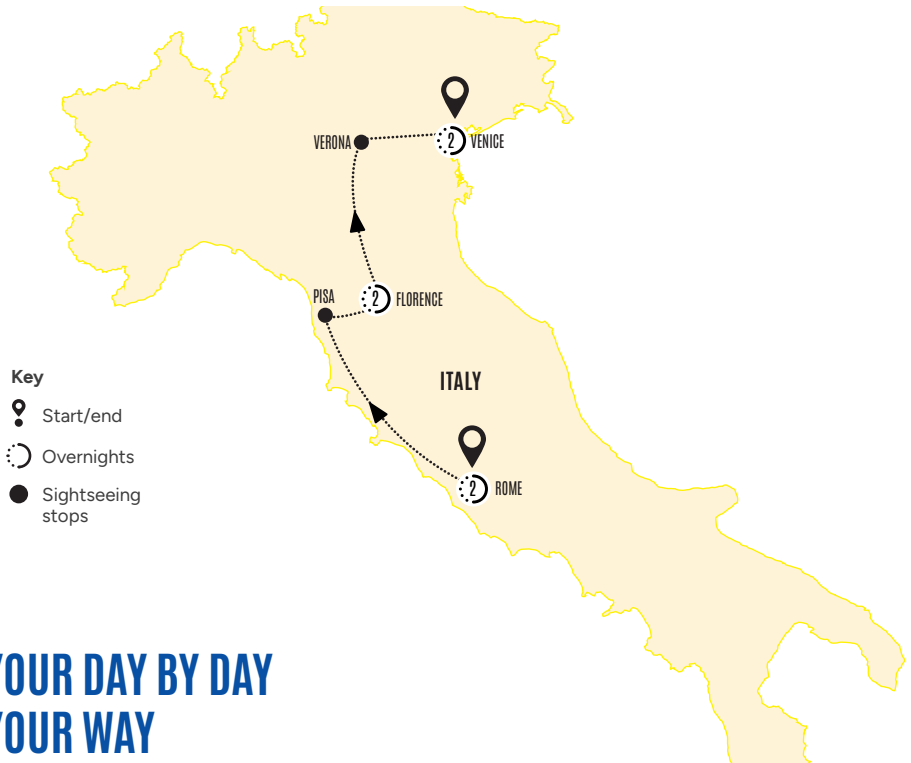 VERONA
2 VENICE
PISA
2 FLORENCE
ITALY
2 ROME
Key
Start/end
Overnights
Sightseeing
stops
YOUR DAY BY DAY
YOUR WAY